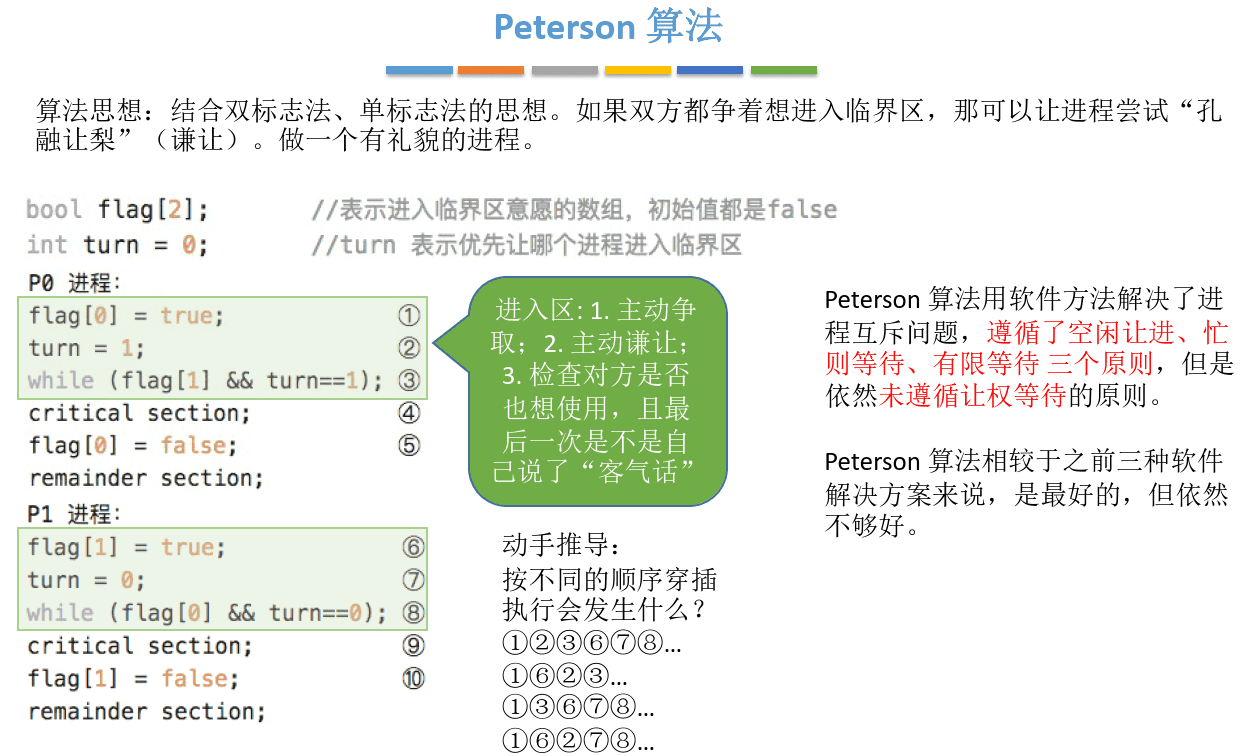 Peterson 算法
算法思想：结合双标志法、单标志法的思想。如果双方都争着想进入临界区，那可以让进程尝试“孔
融让梨”（谦让）。做一个有礼貌的进程。
bool flag[2]; //表示进入临界区意愿的数组，初始值都是false
int turn = 0; //turn 表示优先让哪个进程进入临界区
P0 进程：
flag[0] = true; ①
turn = 1; ②
while (flag[1] && turn==1); ③
critical section; ④
flag[0] = false; ⑤
remainder section;
P1 进程：
flag[1] = true; ⑥
turn = 0; ⑦
while (flag[0] && turn==0); ⑧
critical section; ⑨
flag[1] = false; ⑩
remainder section;
进入区: 1. 主动争
取；2. 主动谦让；
3. 检查对方是否
也想使用，且最
后一次是不是自
己说了“客气话”
动手推导：
按不同的顺序穿插
执行会发生什么？
①②③⑥⑦⑧...
①⑥②③...
①③⑥⑦⑧...
①⑥②⑦⑧...
Peterson 算法用软件方法解决了进
程互斥问题，遵循了空闲让进、忙
则等待、有限等待 三个原则，但是
依然未遵循让权等待的原则。
Peterson 算法相较于之前三种软件
解决方案来说，是最好的，但依然
不够好。